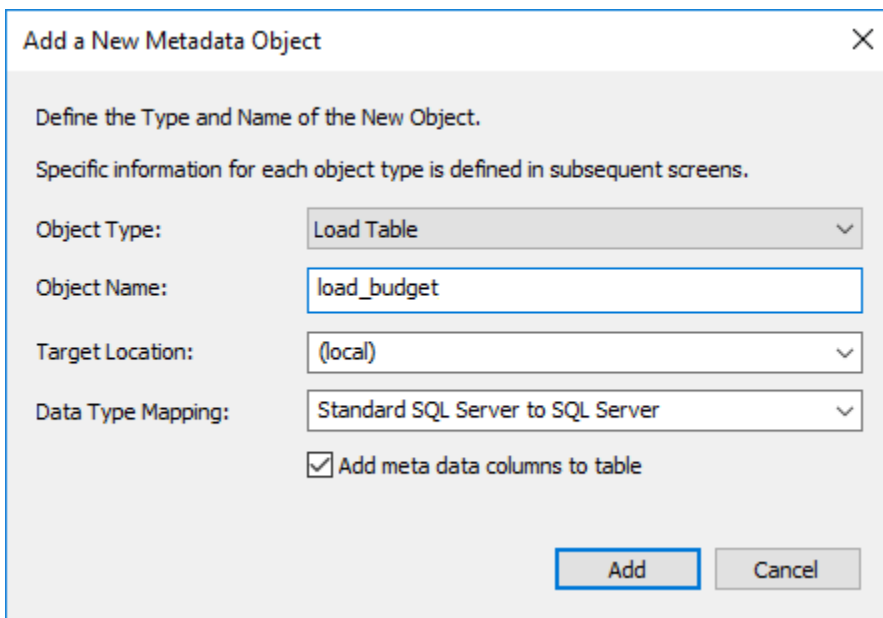 Add a New Metadata Object
Define the Type and Name of the New Object.
Specific information for each object type is defined in subsequent screens.
Object Type: Load Table
Object Name: load_budget
Target Location: (local)
Data Type Mapping: Standard SQL Server to SQL Server
Add meta data columns to table
Add Cancel